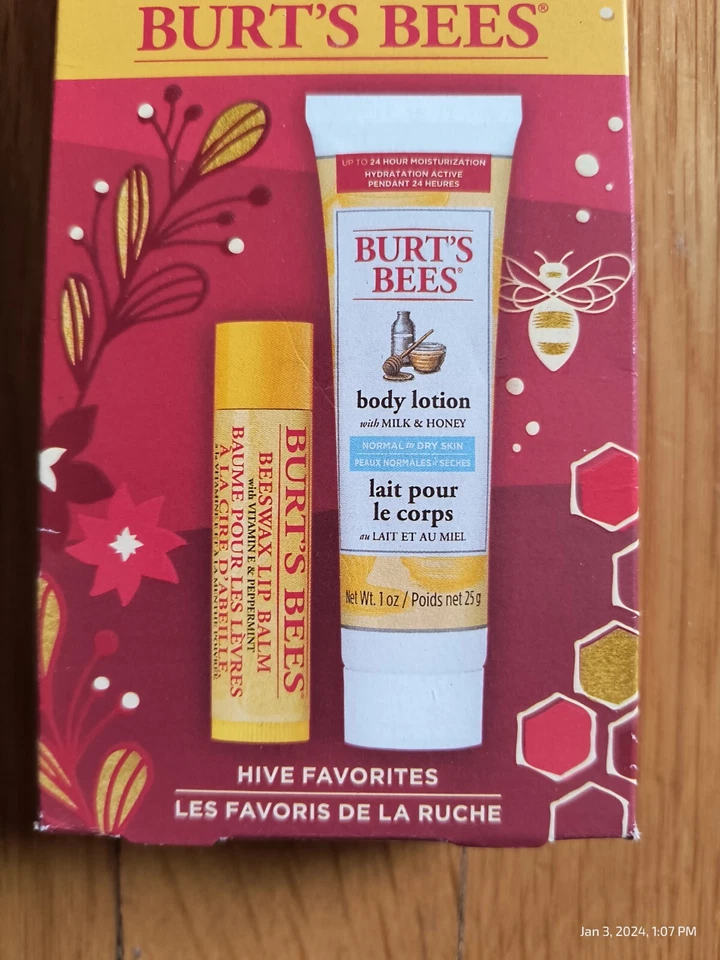 BURT'S BEES®
UP TO 24 HOUR MOISTURIZATION
HYDRATATION ACTIVE
PENDANT 24 HEURES
BURT'S
BEES®
body lotion
with MILK & HONEY
NORMAL to DRY SKIN
PEAUX NORMALES à SÈCHES
lait pour
le corps
au LAIT ET AU MIEL
Net Wt. 1 oz / Poids net 25 g
BURT'S BEES
BEESWAX LIP BALM
with VITAMIN E & PEPPERMINT
BAUME POUR LES LÈVRES
À LA CIRE D'ABEILLE
HIVE FAVORITES
LES FAVORIS DE LA RUCHE
Jan 3, 2024, 1:07 PM